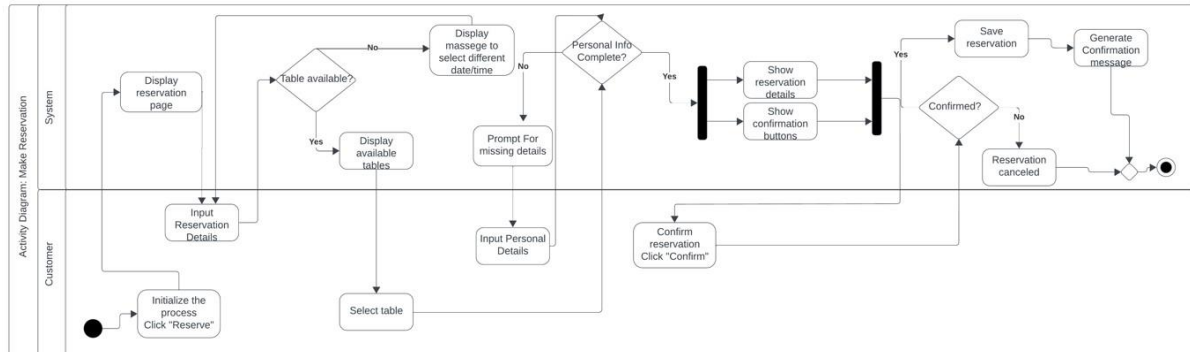 Activity Diagram: Make Reservation
System
Customer
Display
reservation
page
Table available?
No
Yes
Display
massege to
select different
date/time
Display
available
tables
Personal Info
Complete?
No
Yes
Prompt For
missing details
Show
reservation
details
Show
confirmation
buttons
Yes
Save
reservation
Generate
Confirmation
message
Confirmed?
No
Reservation
canceled
Input
Reservation
Details
Input Personal
Details
Confirm
reservation
Click "Confirm"
Initialize the
process
Click "Reserve"
Select table